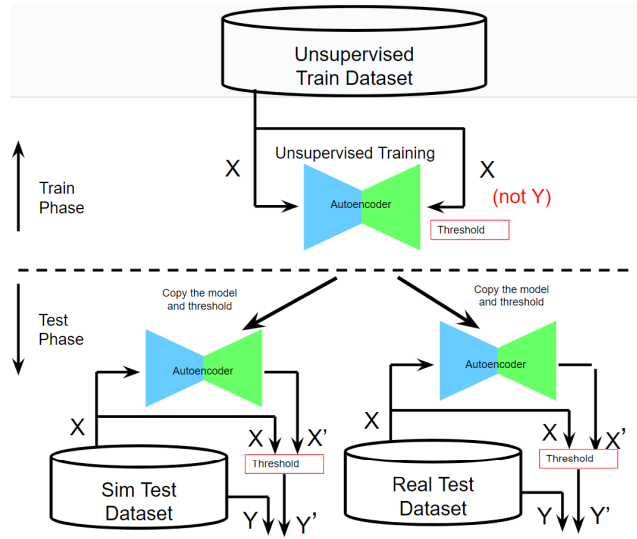 Unsupervised
Train Dataset
Unsupervised Training
X
X
(not Y)
Train
Phase
Autoencoder
Threshold
Copy the model
and threshold
Copy the model
and threshold
Test
Phase
Autoencoder
Autoencoder
X
X
X'
X
X
X'
Threshold
Threshold
Sim Test
Dataset
Real Test
Dataset
Y
Y'
Y
Y'